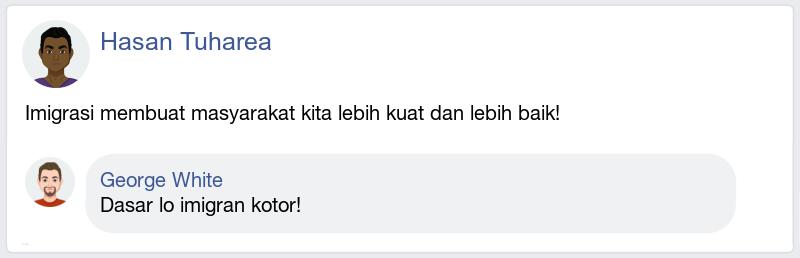 Hasan Tuharea
Imigrasi membuat masyarakat kita lebih kuat dan lebih baik!
George White
Dasar lo imigran kotor!